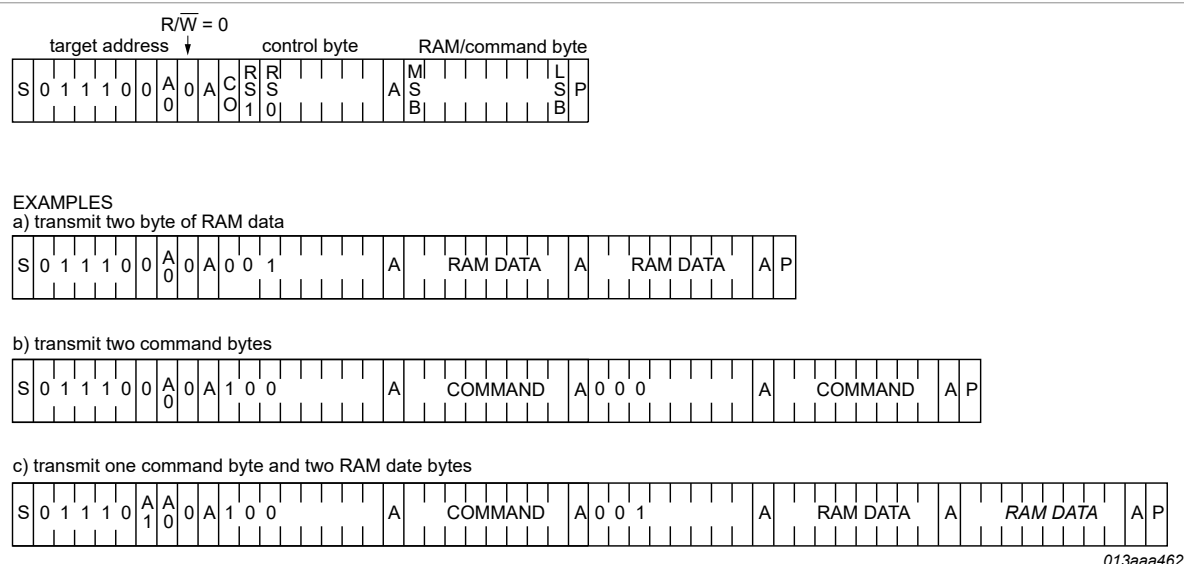 R/W = 0
target address control byte RAM/command byte
S 0 1 1 1 0 0 A0 0 A CO RS1 RS0 A MSB LSB P
EXAMPLES
a) transmit two byte of RAM data
S 0 1 1 1 0 0 A0 0 A 0 0 1 A RAM DATA A RAM DATA A P
b) transmit two command bytes
S 0 1 1 1 0 0 A0 0 A 1 0 0 A COMMAND A 0 0 0 A COMMAND A P
c) transmit one command byte and two RAM date bytes
S 0 1 1 1 0 A1 A0 0 A 1 0 0 A COMMAND A 0 0 1 A RAM DATA A RAM DATA A P
013aaa462